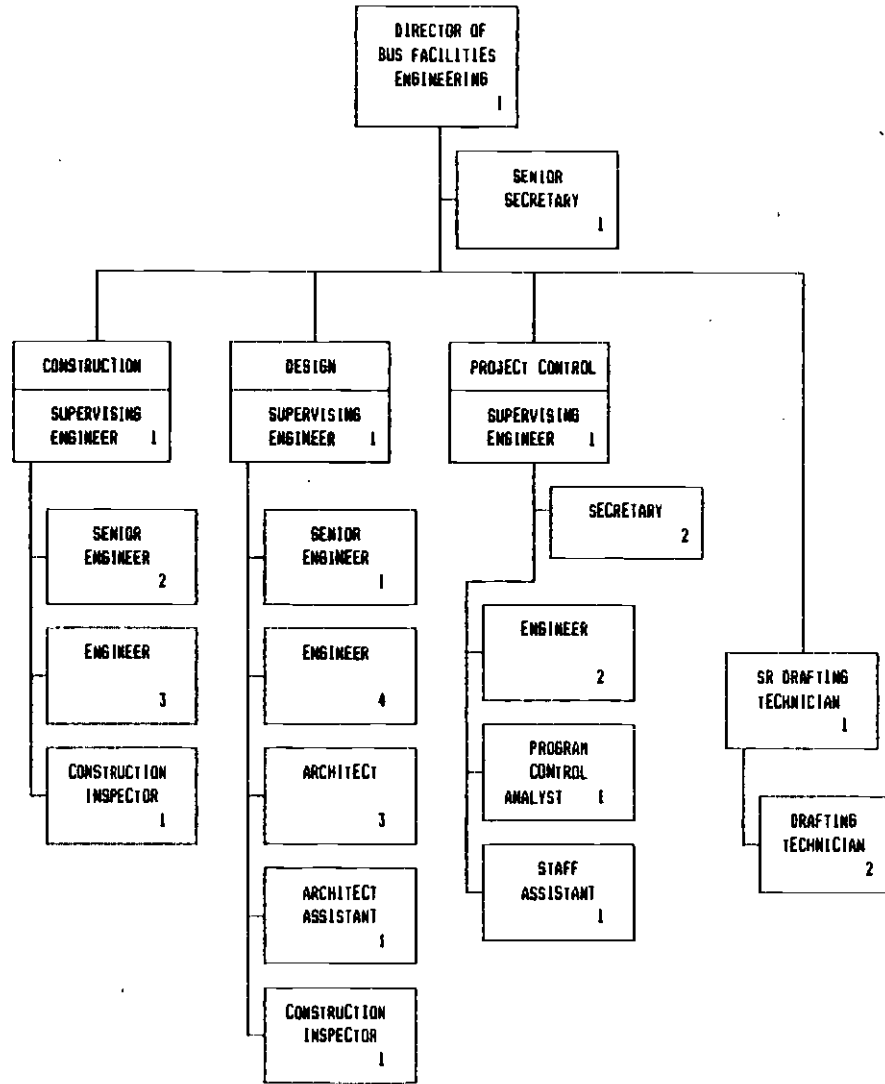 DIRECTOR OF
BUS FACILITIES
ENGINEERING
1
SENIOR
SECRETARY
1
CONSTRUCTION
SUPERVISING
ENGINEER 1
SENIOR
ENGINEER
2
ENGINEER
3
CONSTRUCTION
INSPECTOR
1
DESIGN
SUPERVISING
ENGINEER 1
SENIOR
ENGINEER
1
ENGINEER
4
ARCHITECT
3
ARCHITECT
ASSISTANT
1
CONSTRUCTION
INSPECTOR
1
PROJECT CONTROL
SUPERVISING
ENGINEER 1
SECRETARY
2
ENGINEER
2
PROGRAM
CONTROL
ANALYST 1
STAFF
ASSISTANT
1
SR DRAFTING
TECHNICIAN
1
DRAFTING
TECHNICIAN
2